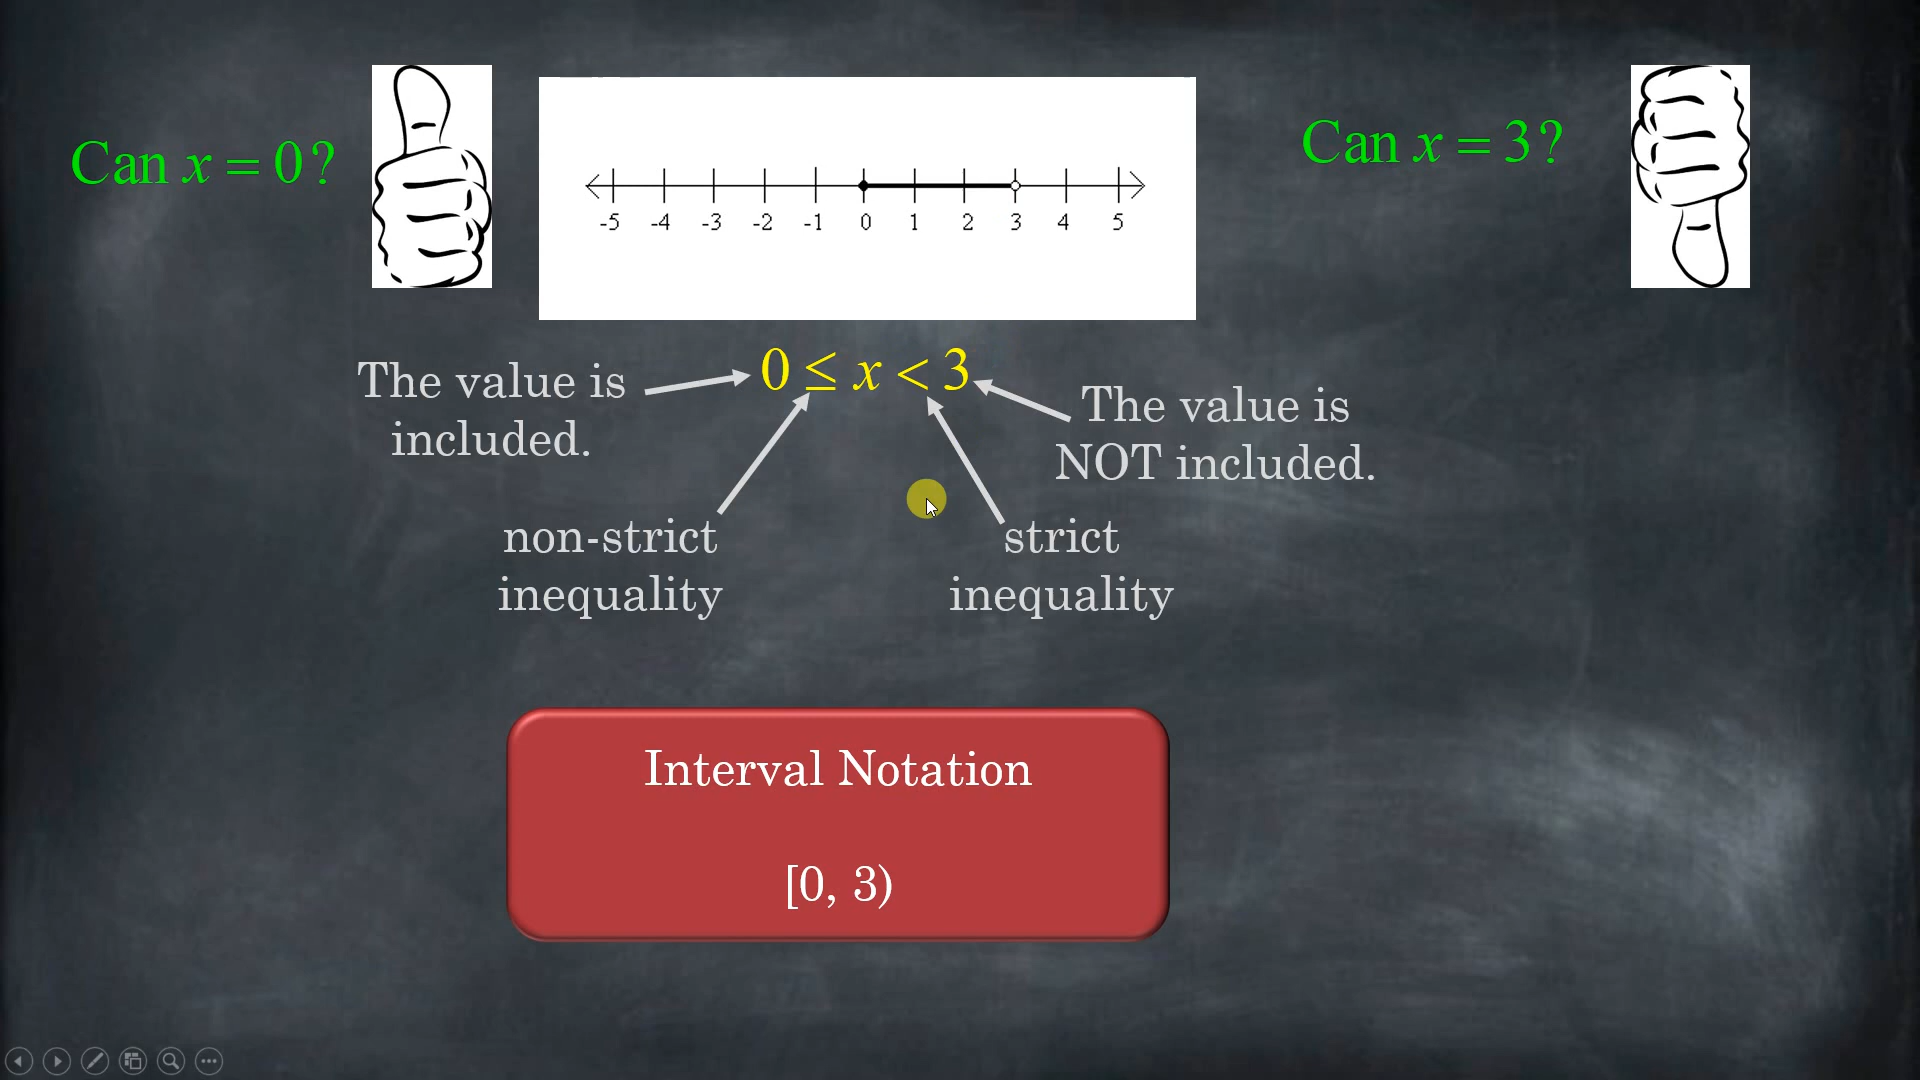 Can x = 0?
Can x = 3?
-5 -4 -3 -2 -1 0 1 2 3 4 5
0 ≤ x < 3
The value is
included.
The value is
NOT included.
non-strict
inequality
strict
inequality
Interval Notation
[0, 3)